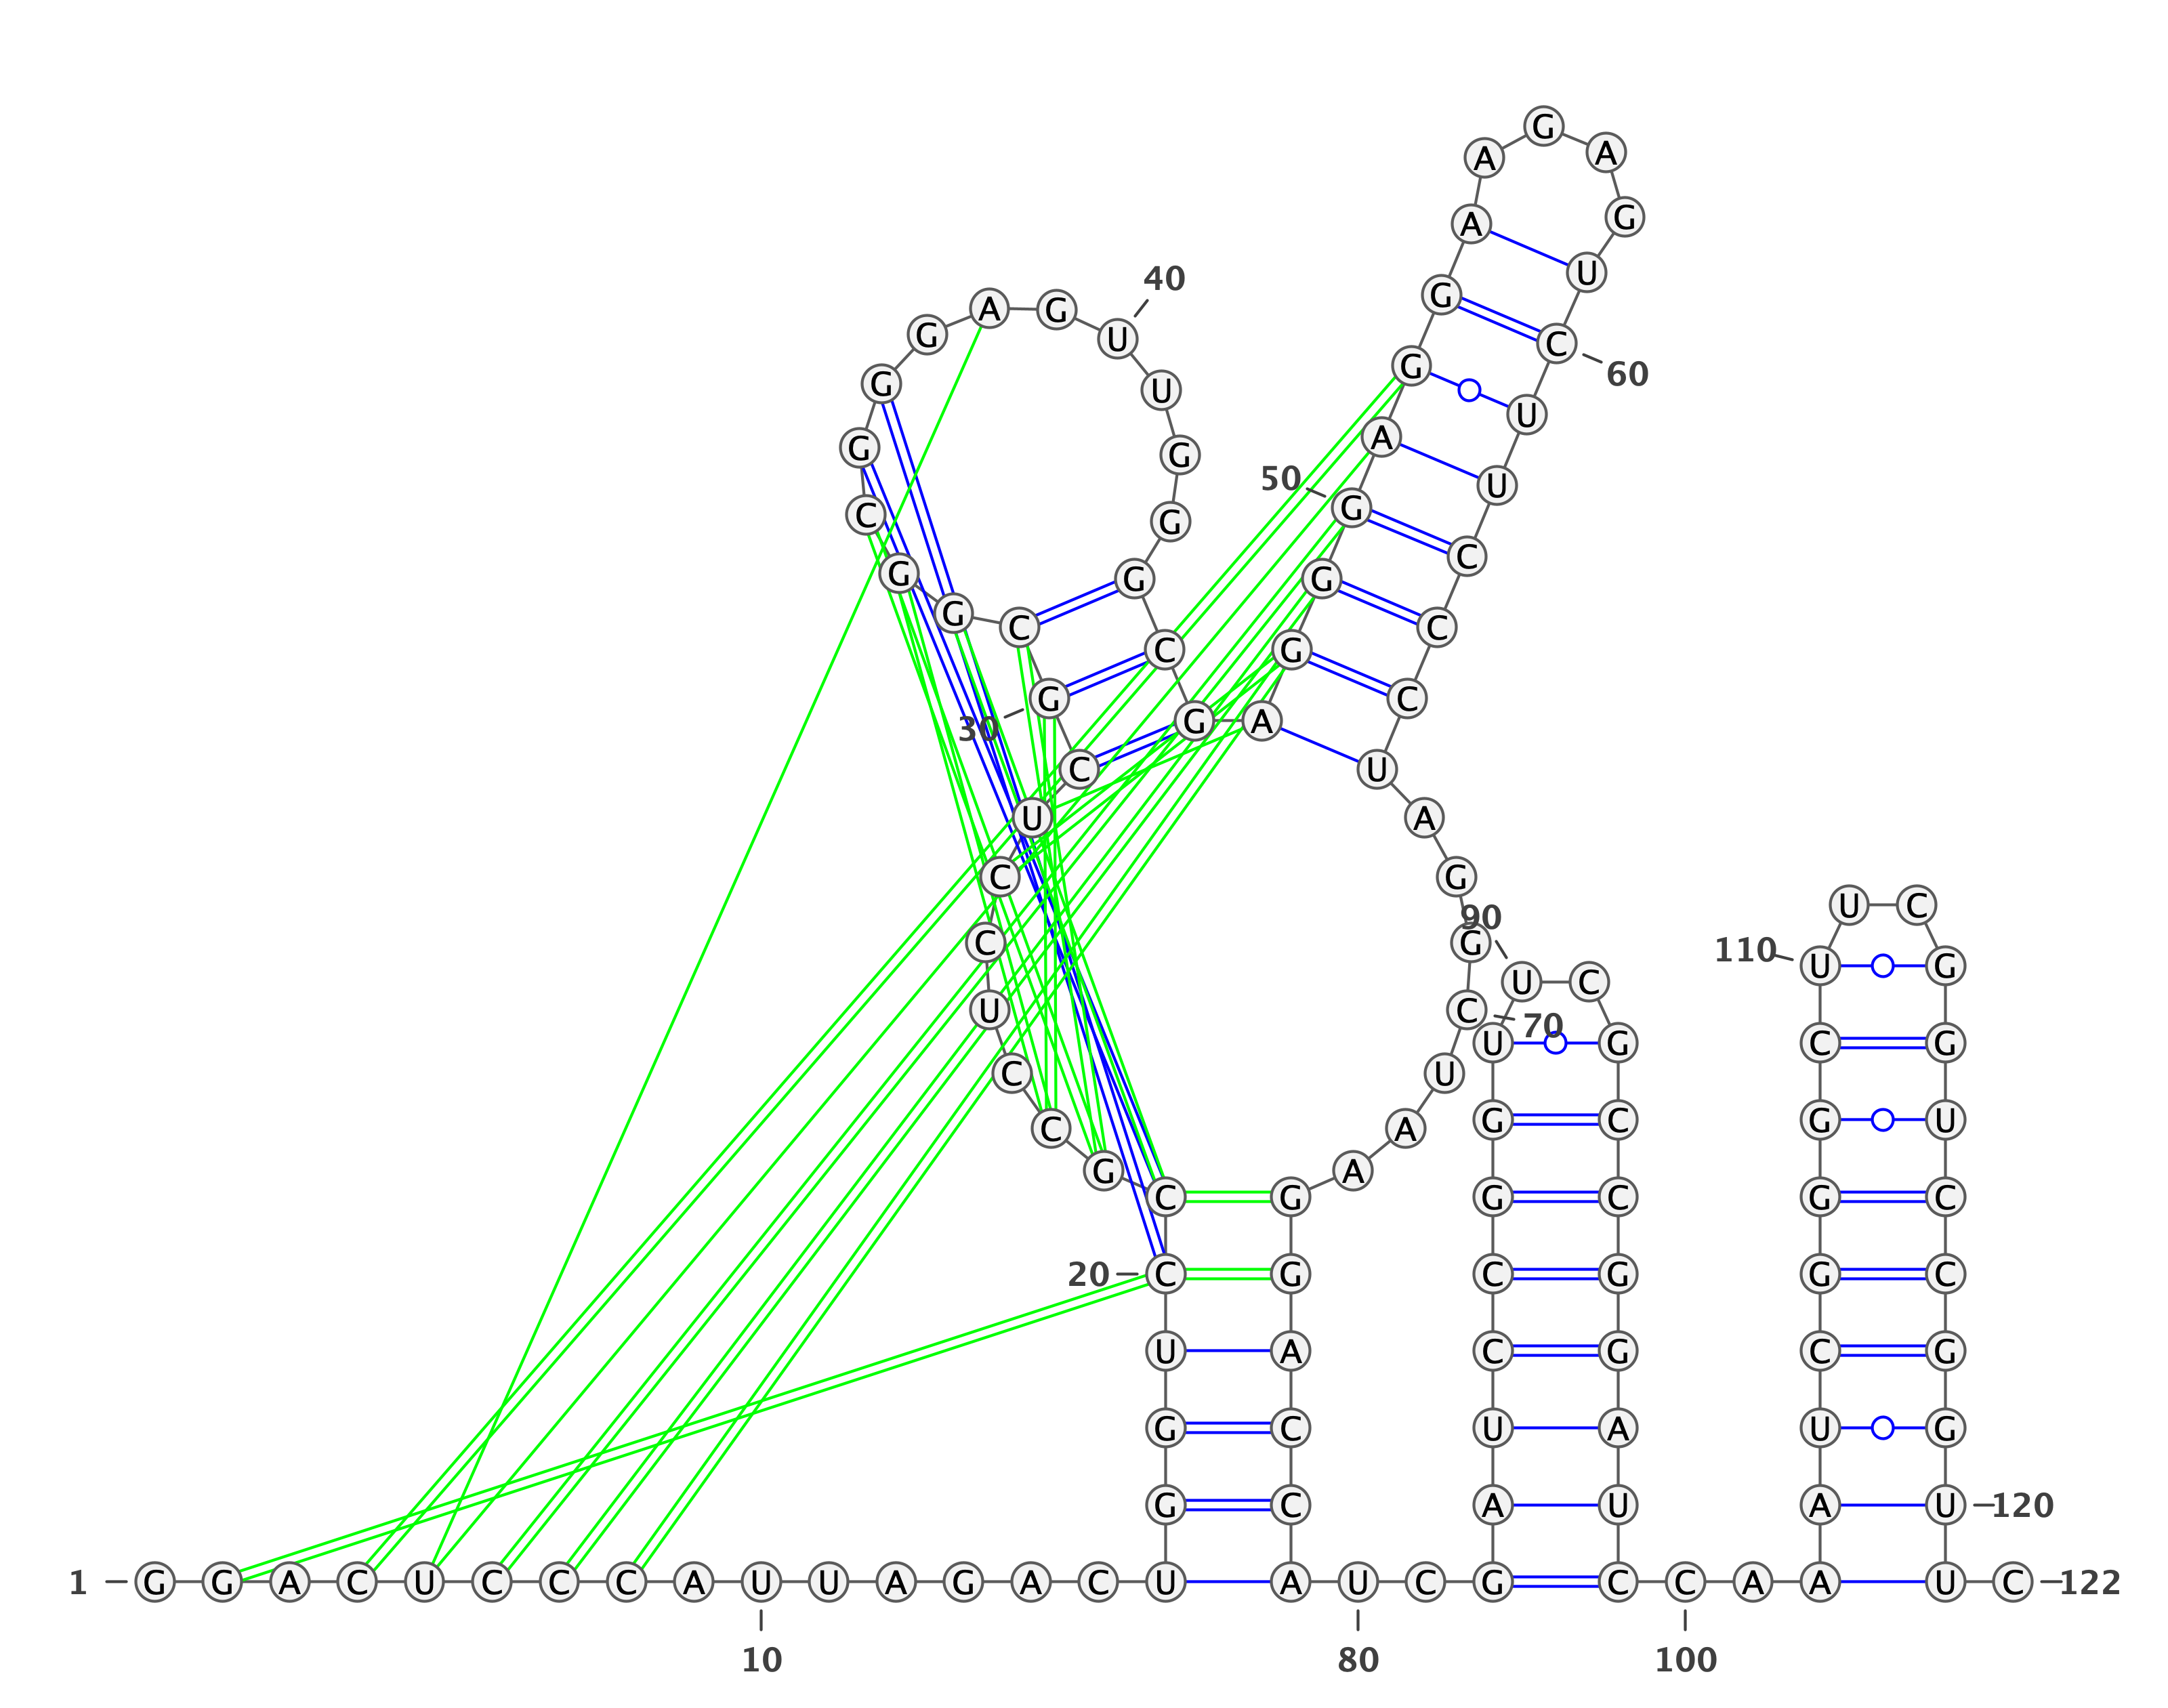 G
A A
A G
U 40
G
A G
G U
C
G 60
G U
U
A
G G
50 U
G
C G
C
G G G
G C C
C G
G C
30 G A
C U
U A
C G
U C
90
C G 110 U G
U C
U C 70
U G C G
C U
G C G U
C A
G A
C G G C G C
20 C G C G G C
U A C G C G
G C U A U G
G C A U A U 120
1 G G A C U C C C A U U A G A C U A U C G C C A A U C 122
10 80 100